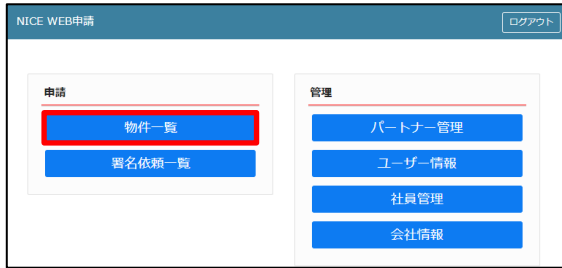 NICE WEB申請
ログアウト
申請
物件一覧
署名依頼一覧
管理
パートナー管理
ユーザー情報
社員管理
会社情報